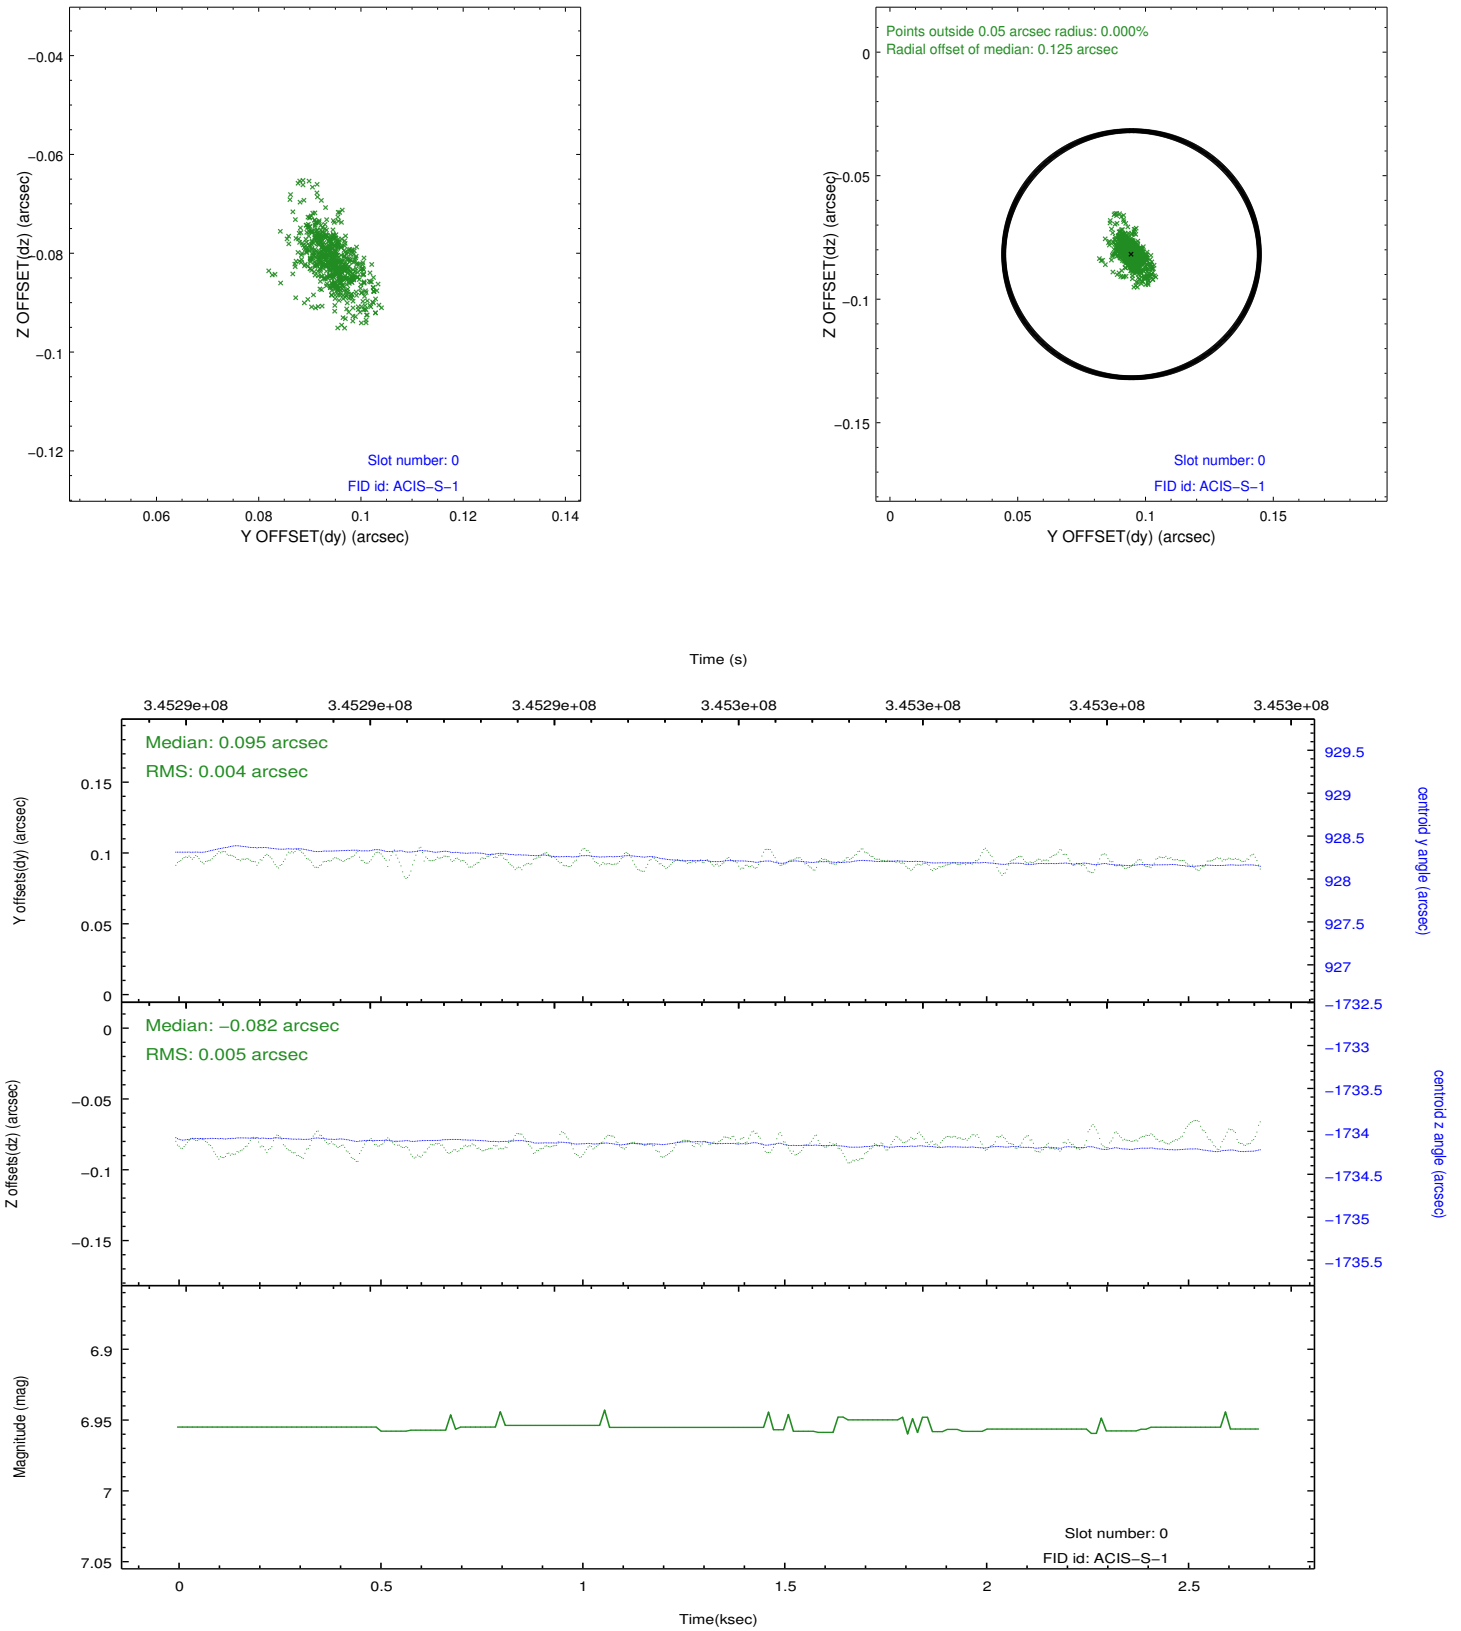 −0.04
−0.06
−0.08
−0.1
−0.12
Z OFFSET(dz) (arcsec)
Slot number: 0
FID id: ACIS−S−1
0.06
0.08
0.1
0.12
0.14
Y OFFSET(dy) (arcsec)
Points outside 0.05 arcsec radius: 0.000%
Radial offset of median: 0.125 arcsec
0
−0.05
−0.1
−0.15
Z OFFSET(dz) (arcsec)
Slot number: 0
FID id: ACIS−S−1
0
0.05
0.1
0.15
Y OFFSET(dy) (arcsec)
Time (s)
3.4529e+08
3.4529e+08
3.4529e+08
3.453e+08
3.453e+08
3.453e+08
3.453e+08
Median: 0.095 arcsec
RMS: 0.004 arcsec
0.15
0.1
0.05
0
Y offsets(dy) (arcsec)
929.5
929
928.5
928
927.5
927
centroid y angle (arcsec)
Median: −0.082 arcsec
RMS: 0.005 arcsec
0
−0.05
−0.1
−0.15
Z offsets(dz) (arcsec)
−1732.5
−1733
−1733.5
−1734
−1734.5
−1735
−1735.5
centroid z angle (arcsec)
6.9
6.95
7
7.05
Magnitude (mag)
Slot number: 0
FID id: ACIS−S−1
0
0.5
1
1.5
2
2.5
Time(ksec)